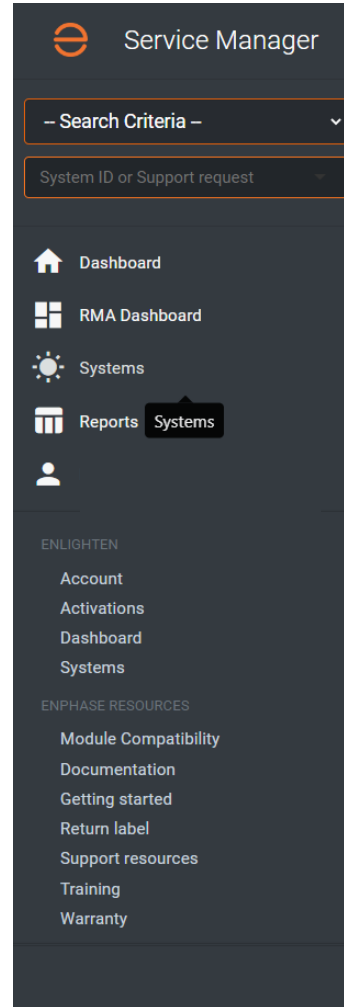 Service Manager
-- Search Criteria --
System ID or Support request
Dashboard
RMA Dashboard
Systems
Reports Systems
ENLIGHTEN
Account
Activations
Dashboard
Systems
ENPHASE RESOURCES
Module Compatibility
Documentation
Getting started
Return label
Support resources
Training
Warranty